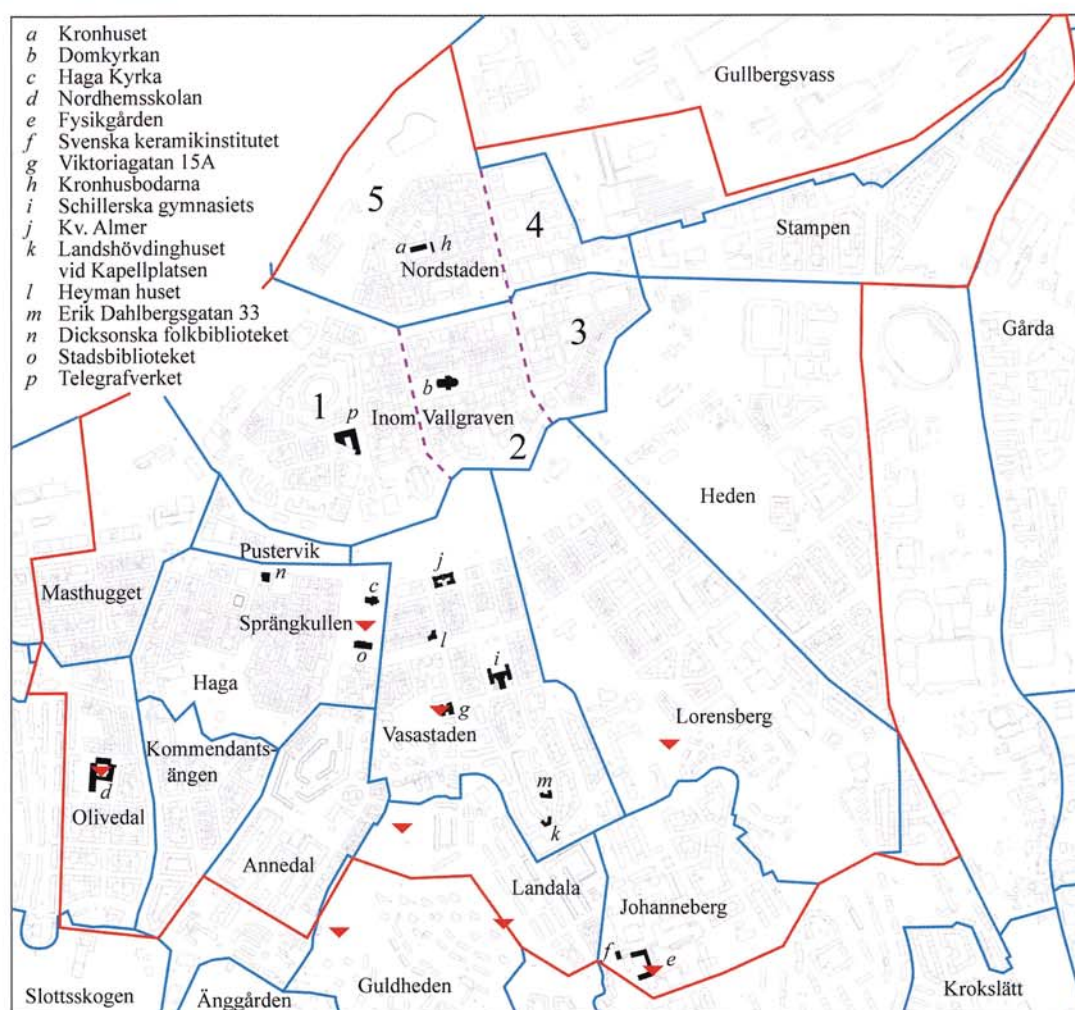 a Kronhuset
b Domkyrkan
c Haga Kyrka
d Nordhemsskolan
e Fysikgården
f Svenska keramikinstitutet
g Viktoriagatan 15A
h Kronhusbodarna
i Schillerska gymnasiets
j Kv. Almer
k Landshövdinghuset
vid Kapellplatsen
l Heyman huset
m Erik Dahlbergsgatan 33
n Dicksonska folkbiblioteket
o Stadsbiblioteket
p Telegrafverket
Gullbergsvass
5
4
Stampen
a h
Nordstaden
3
Gårda
b
1
p Inom Vallgraven
2
Heden
Pustervik
Masthugget
n
c
j
Sprängkullen
o
l
i
Haga
g
Vasastaden
Lorensberg
Kommendants-
ängen
d
Olivedal
m
k
Annedal
Landala
Johanneberg
f
e
Slottsskogen
Änggården
Guldheden
Krokslätt